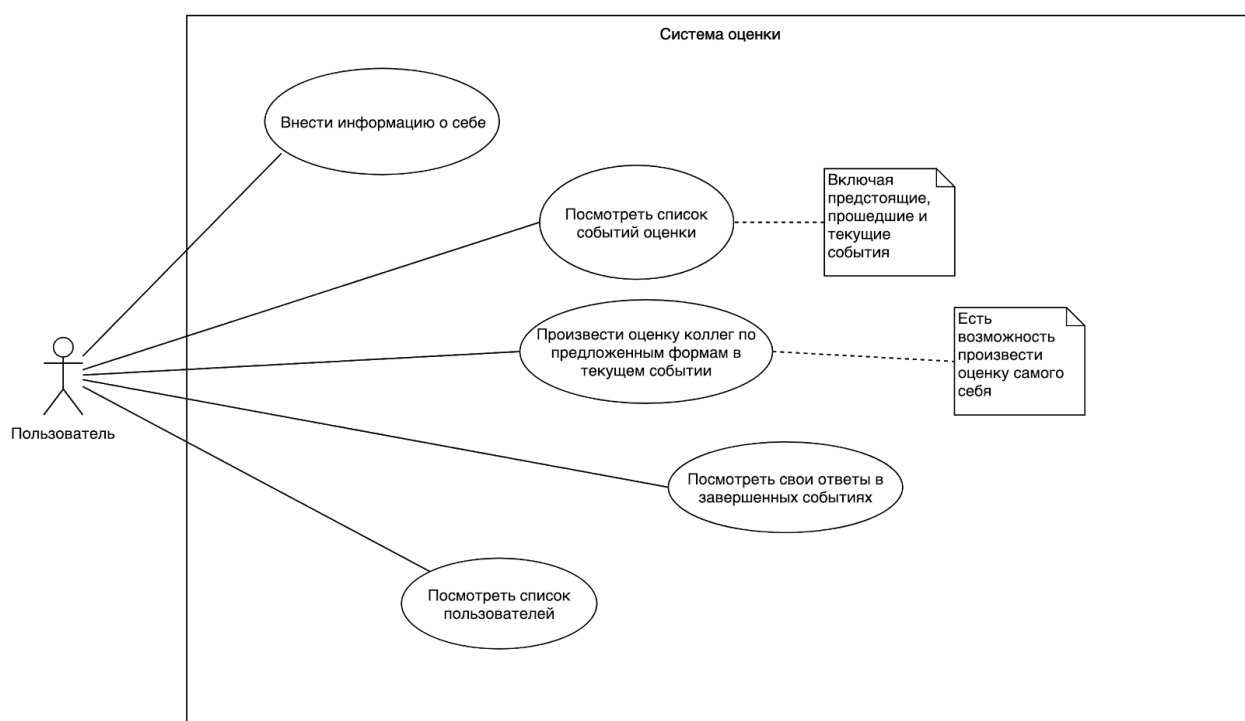 Система оценки
Внести информацию о себе
Посмотреть список
событий оценки
Включая
предстоящие,
прошедшие и
текущие
события
Произвести оценку коллег по
предложенным формам в
текущем событии
Есть
возможность
произвести
оценку самого
себя
Пользователь
Посмотреть свои ответы в
завершенных событиях
Посмотреть список
пользователей